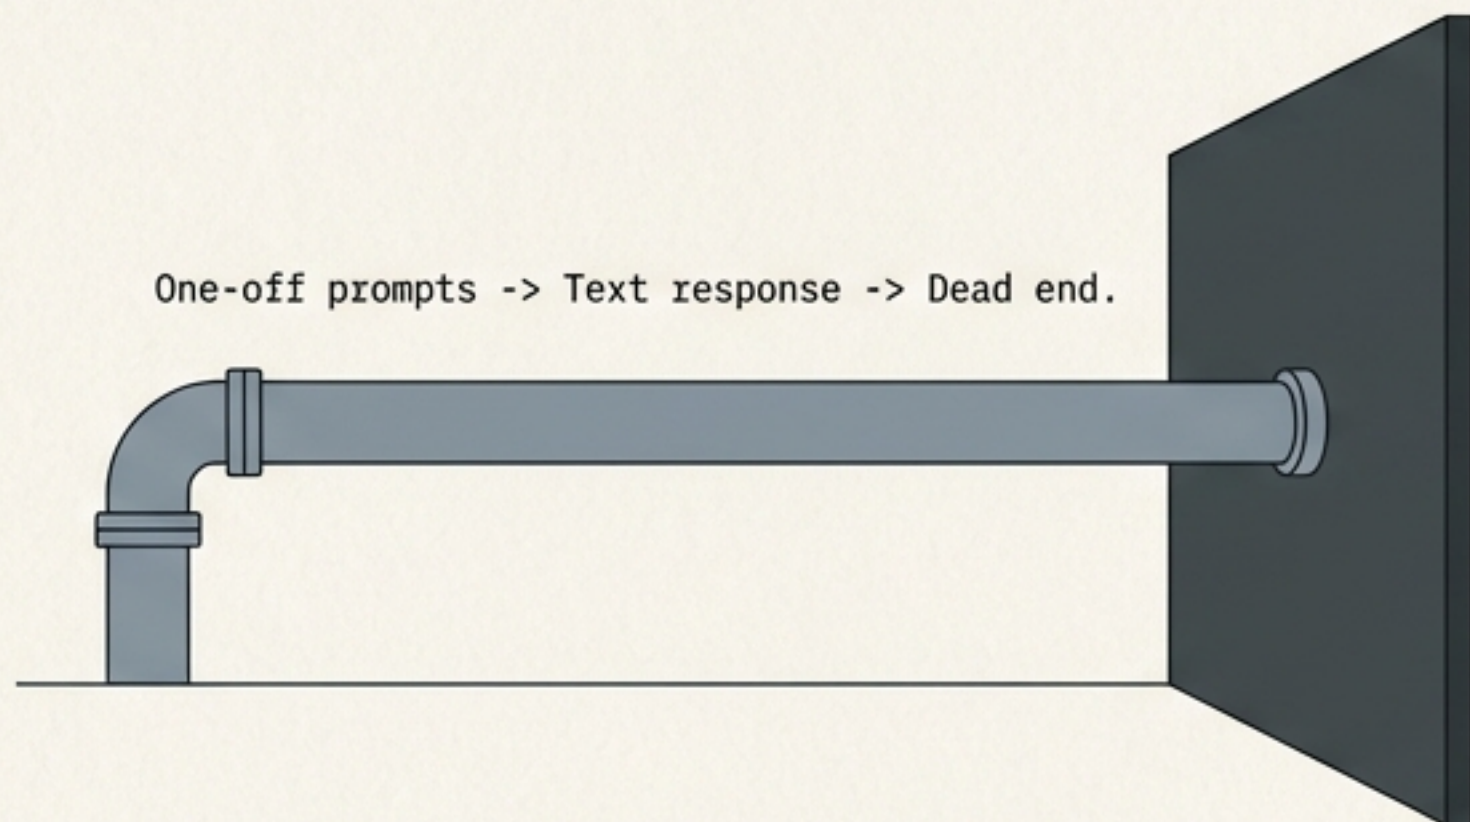 One-off prompts -> Text response -> Dead end.